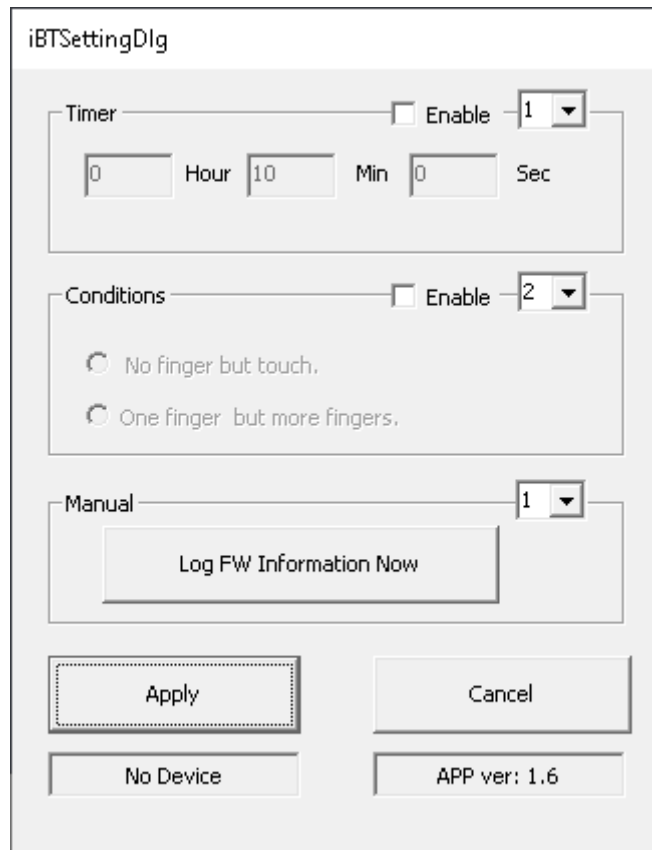 iBTSettingDlg
Timer Enable 1
0 Hour 10 Min 0 Sec
Conditions Enable 2
No finger but touch.
One finger  but more fingers.
Manual 1
Log FW Information Now
Apply Cancel
No Device APP ver: 1.6